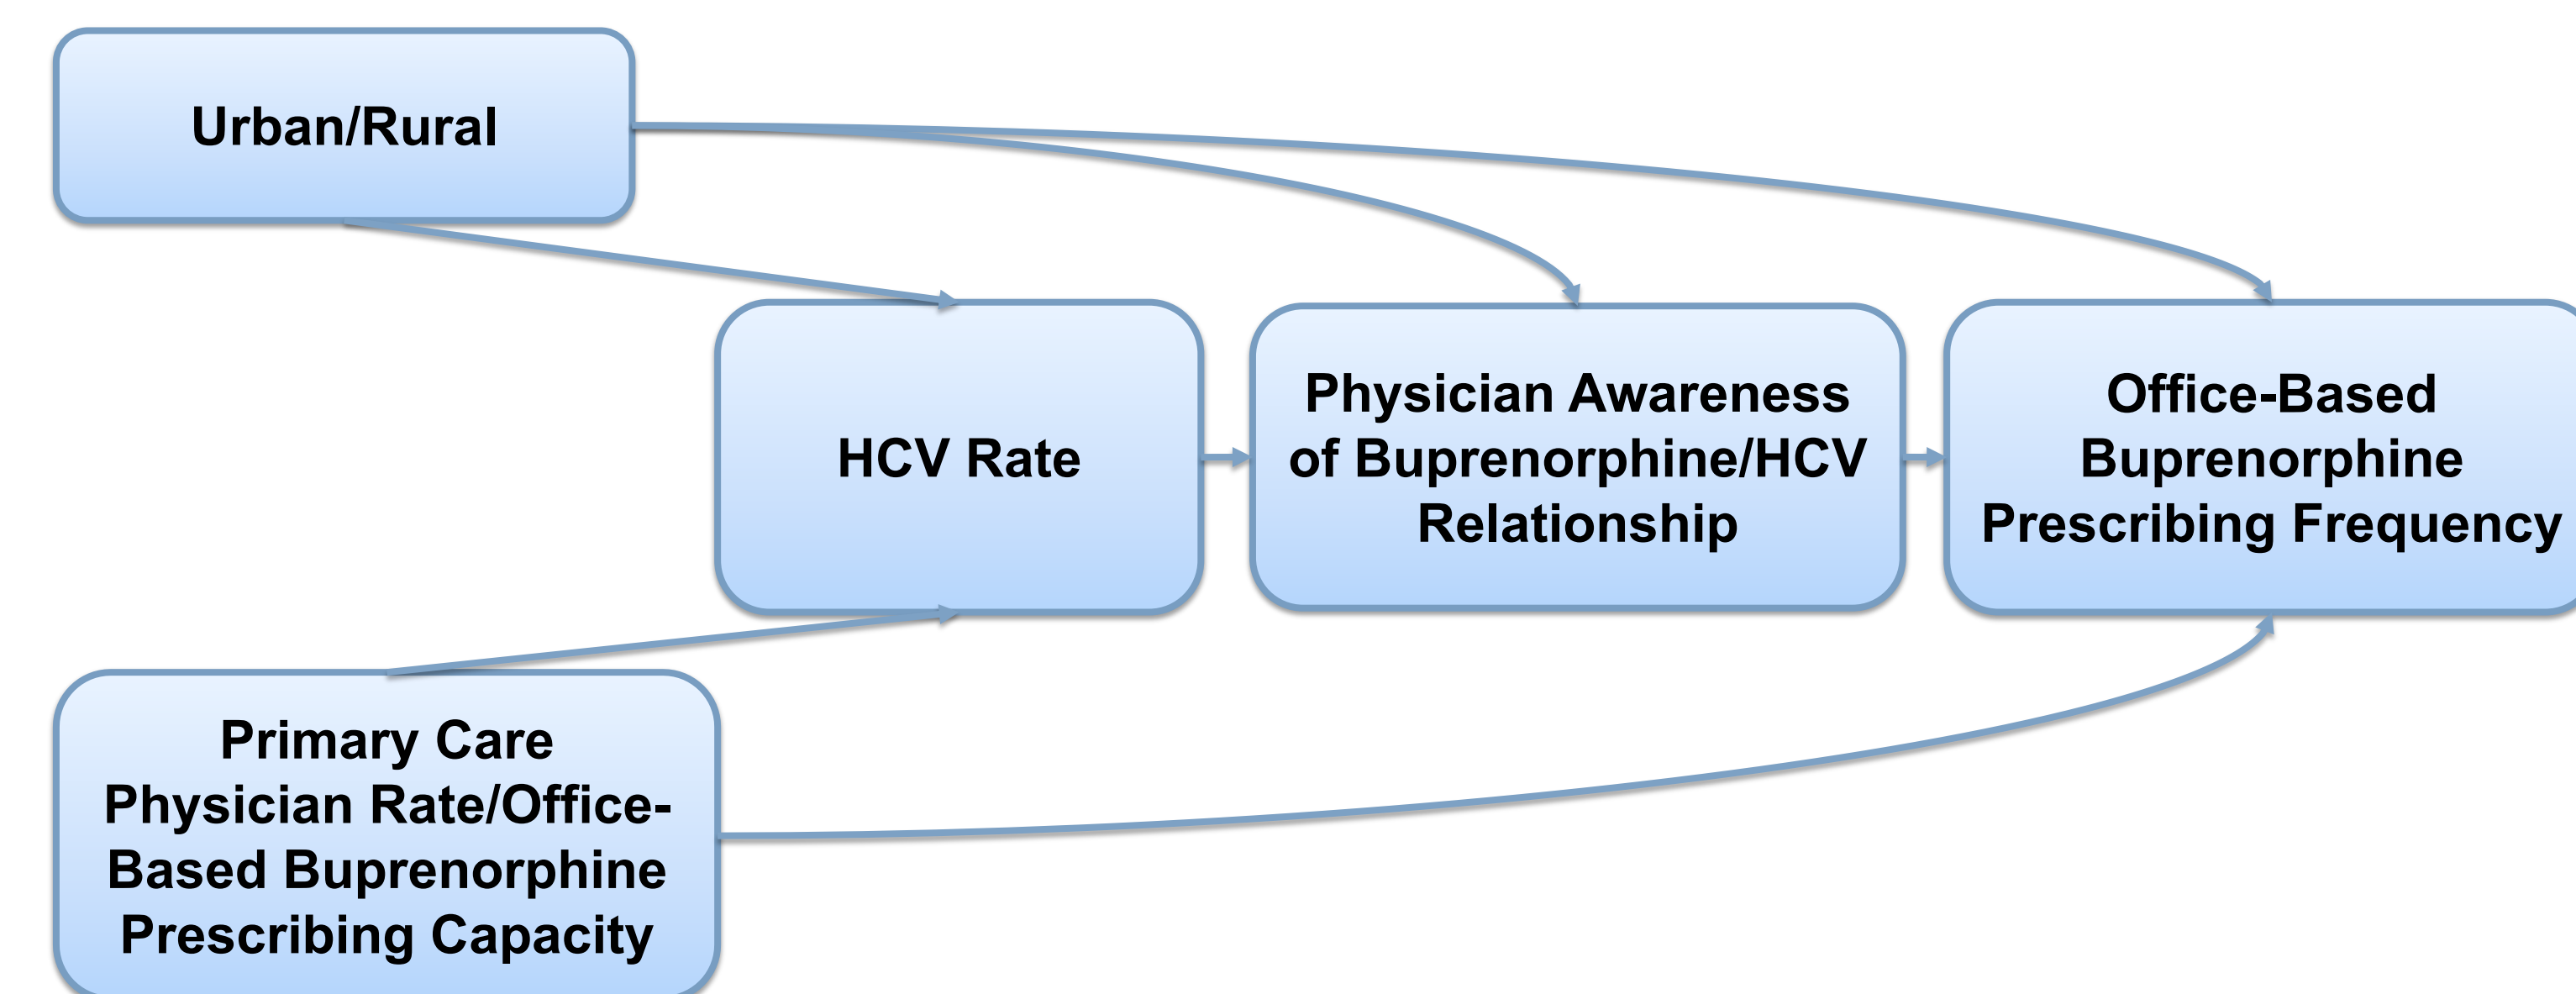 Urban/Rural
HCV Rate
Physician Awareness
of Buprenorphine/HCV
Relationship
Office-Based
Buprenorphine
Prescribing Frequency
Primary Care
Physician Rate/Office-
Based Buprenorphine
Prescribing Capacity